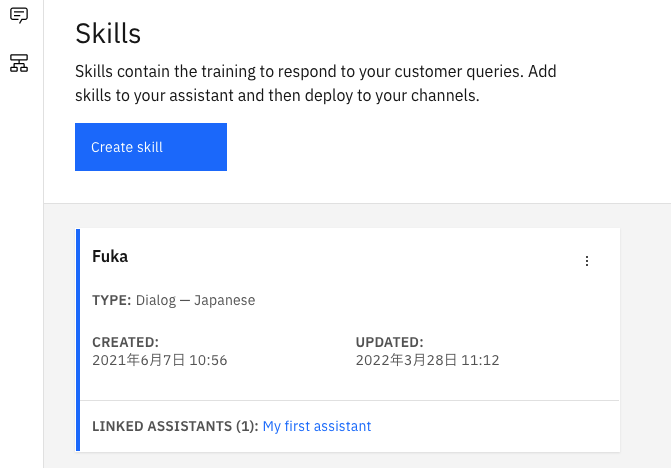 Skills
Skills contain the training to respond to your customer queries. Add
skills to your assistant and then deploy to your channels.
Create skill
Fuka
TYPE: Dialog — Japanese
CREATED:
2021年6月7日 10:56
UPDATED:
2022年3月28日 11:12
LINKED ASSISTANTS (1): My first assistant